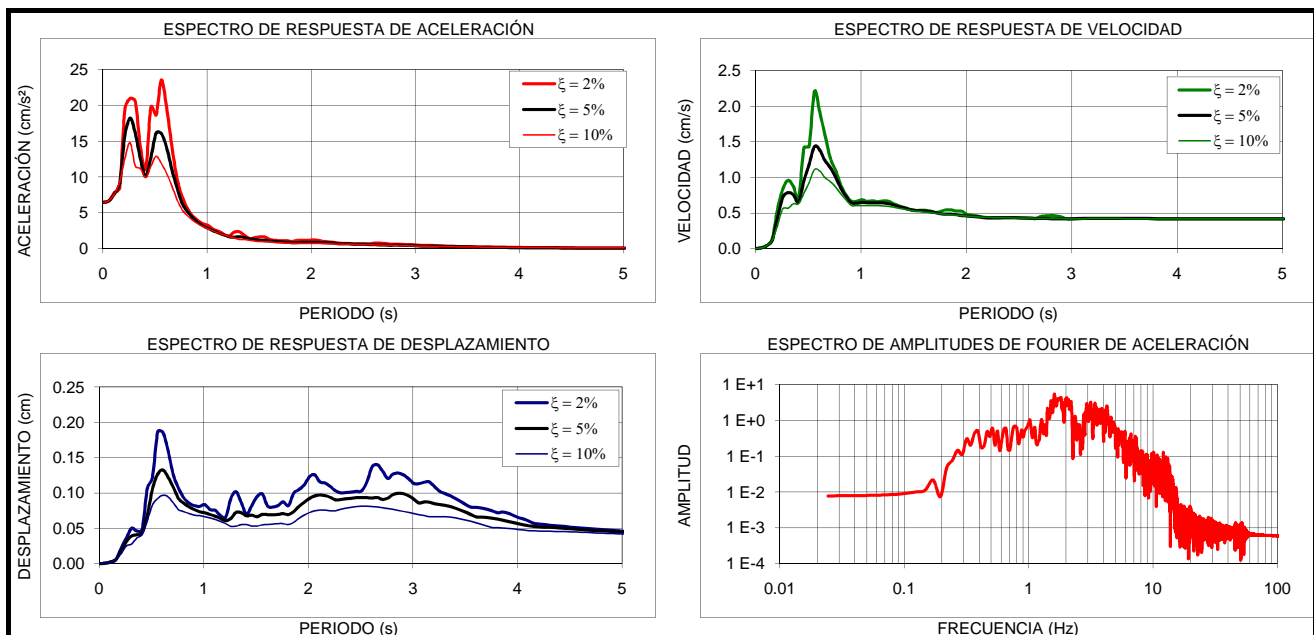 ESPECTRO DE RESPUESTA DE ACELERACIÓN
ACELERACIÓN (cm/s²)
25
20
15
10
5
0
0 1 2 3 4 5
PERIODO (s)
ξ = 2%
ξ = 5%
ξ = 10%
ESPECTRO DE RESPUESTA DE VELOCIDAD
VELOCIDAD (cm/s)
2.5
2.0
1.5
1.0
0.5
0.0
0 1 2 3 4 5
PERIODO (s)
ξ = 2%
ξ = 5%
ξ = 10%
ESPECTRO DE RESPUESTA DE DESPLAZAMIENTO
DESPLAZAMIENTO (cm)
0.25
0.20
0.15
0.10
0.05
0.00
0 1 2 3 4 5
PERIODO (s)
ξ = 2%
ξ = 5%
ξ = 10%
ESPECTRO DE AMPLITUDES DE FOURIER DE ACELERACIÓN
AMPLITUD
1 E+1
1 E+0
1 E-1
1 E-2
1 E-3
1 E-4
0.01 0.1 1 10 100
FRECUENCIA (Hz)